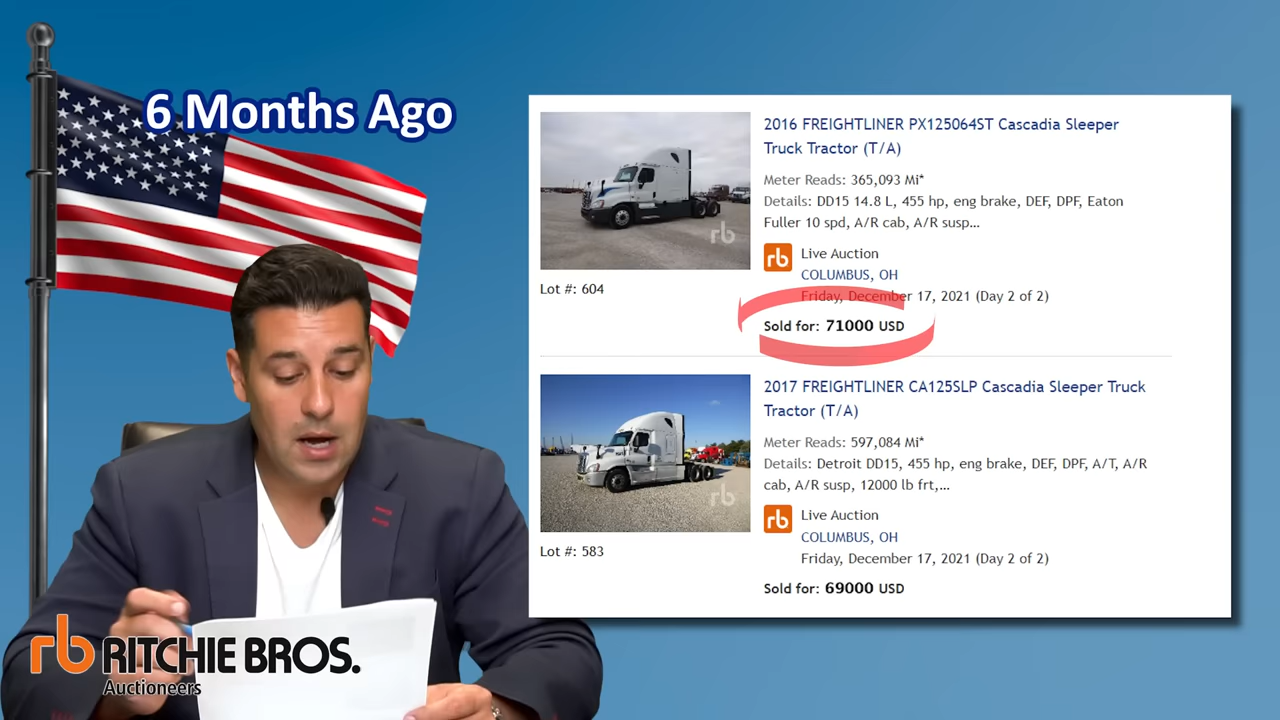 6 Months Ago
2016 FREIGHTLINER PX125064ST Cascadia Sleeper
Truck Tractor (T/A)
Meter Reads: 365,093 Mi*
Details: DD15 14.8 L, 455 hp, eng brake, DEF, DPF, Eaton
Fuller 10 spd, A/R cab, A/R susp...
rb
rb Live Auction
COLUMBUS, OH
Friday, December 17, 2021 (Day 2 of 2)
Lot #: 604
Sold for: 71000 USD
2017 FREIGHTLINER CA125SLP Cascadia Sleeper Truck
Tractor (T/A)
Meter Reads: 597,084 Mi*
Details: Detroit DD15, 455 hp, eng brake, DEF, DPF, A/T, A/R
cab, A/R susp, 12000 lb frt,...
rb
rb Live Auction
COLUMBUS, OH
Friday, December 17, 2021 (Day 2 of 2)
Lot #: 583
Sold for: 69000 USD
rb RITCHIE BROS.
Auctioneers